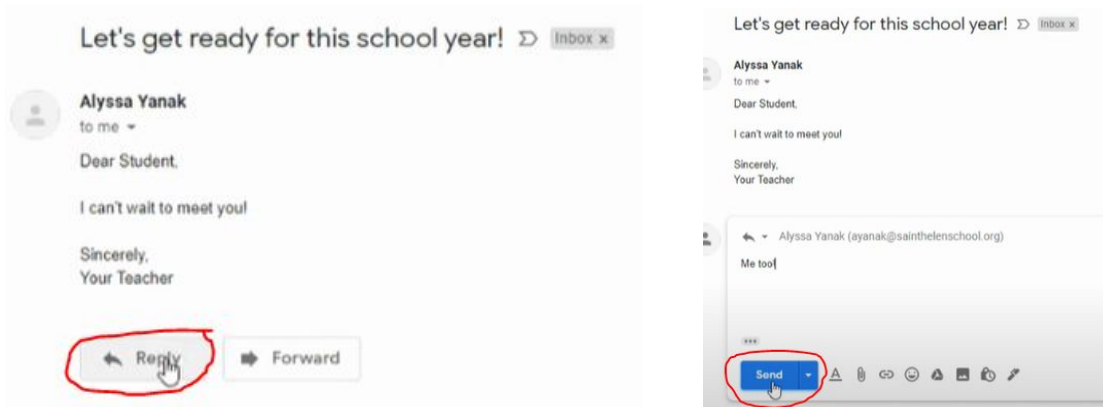 Let's get ready for this school year! Inbox x
Alyssa Yanak
to me
Dear Student,
I can't wait to meet you!
Sincerely,
Your Teacher
Reply Forward
Let's get ready for this school year! Inbox x
Alyssa Yanak
to me
Dear Student,
I can't wait to meet you!
Sincerely,
Your Teacher
Alyssa Yanak (ayanak@sainthelenschool.org)
Me too
Send